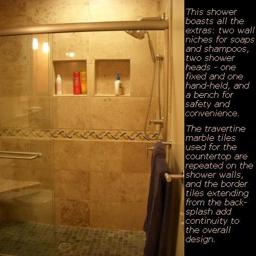 This shower
boasts all the
extras: two wall
niches for soaps
and shampoos,
two shower
heads - one
fixed and one
hand-held, and
a bench for
safety and
convenience.
The travertine
marble tiles
used for the
countertop are
repeated on the
shower walls,
and the border
tiles extending
from the back-
splash add
continuity to
the overall
design.